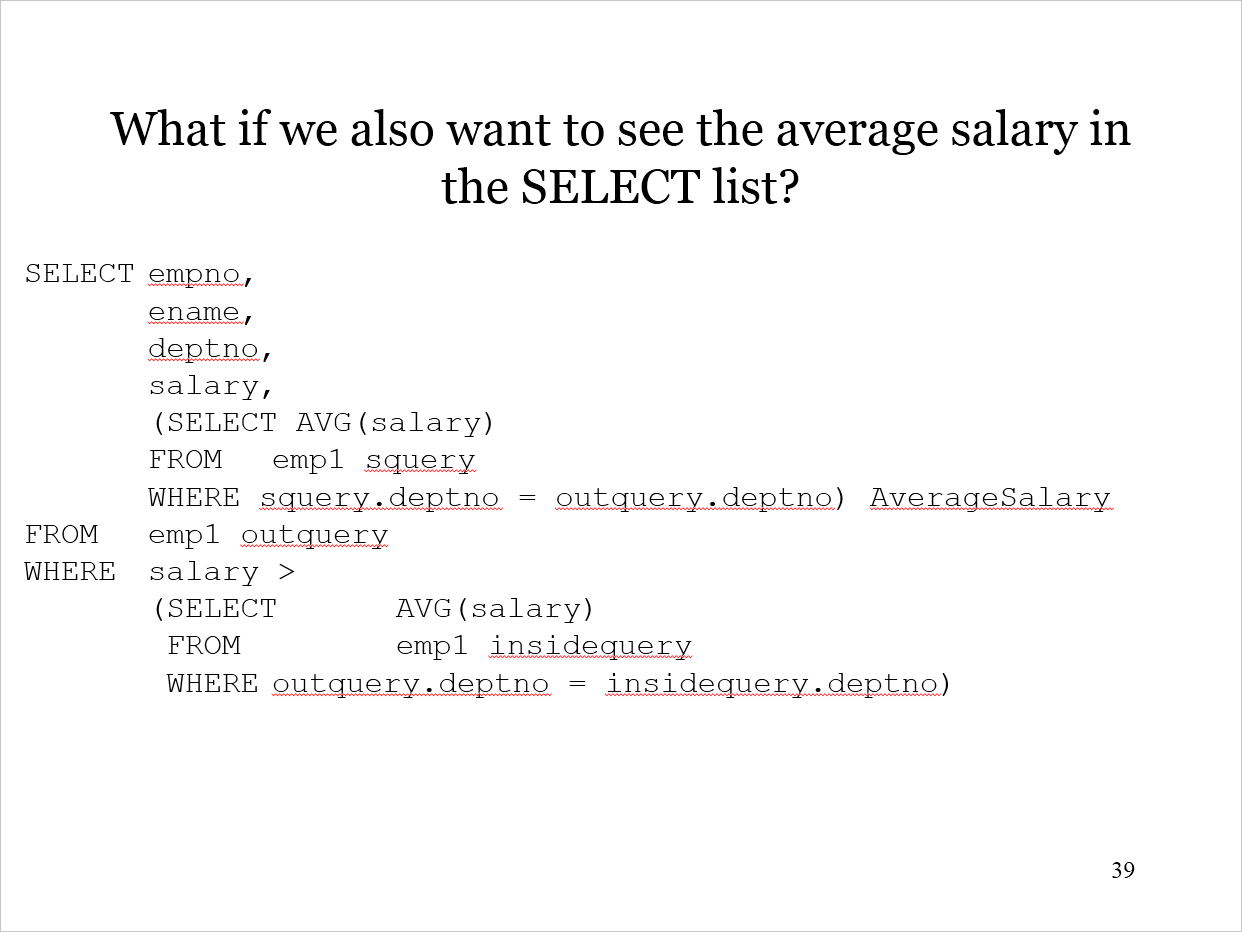 What if we also want to see the average salary in
the SELECT list?
SELECT empno,
ename,
deptno,
salary,
(SELECT AVG(salary)
FROM emp1 squery
WHERE squery.deptno = outquery.deptno) AverageSalary
FROM emp1 outquery
WHERE salary >
(SELECT AVG(salary)
FROM emp1 insidequery
WHERE outquery.deptno = insidequery.deptno)
39